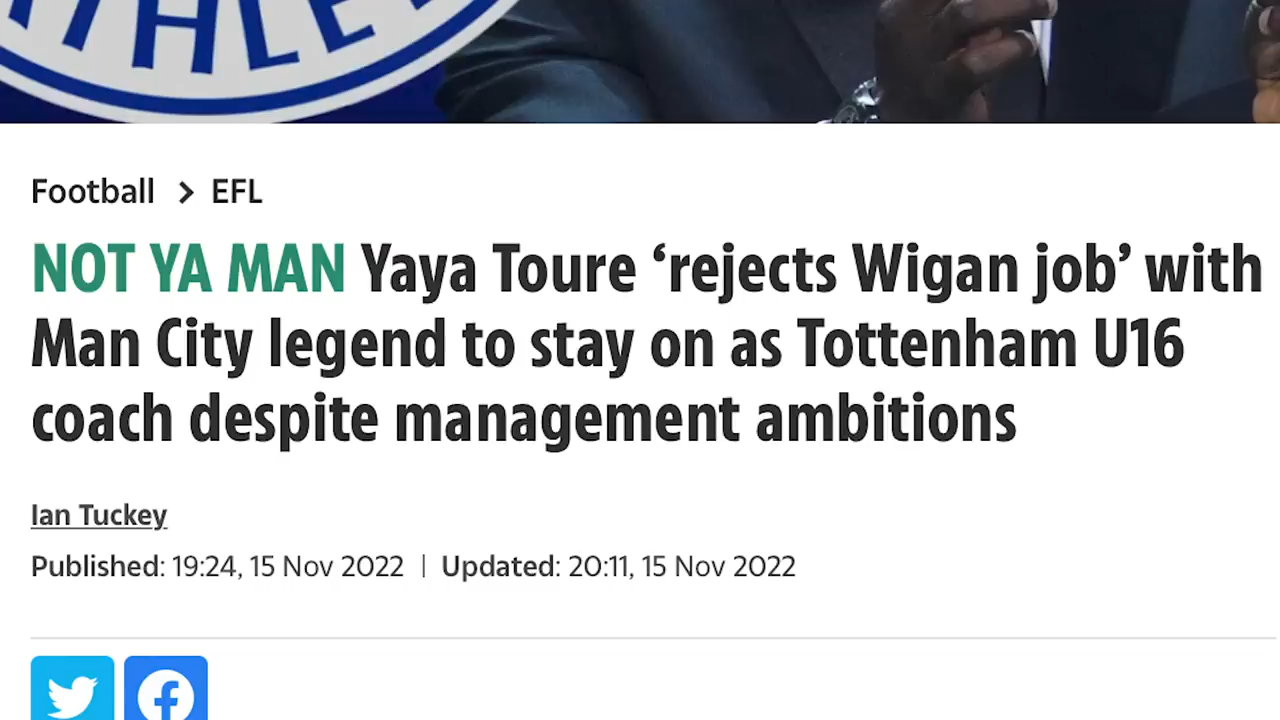 Football > EFL
NOT YA MAN Yaya Toure ‘rejects Wigan job’ with
Man City legend to stay on as Tottenham U16
coach despite management ambitions
Ian Tuckey
Published: 19:24, 15 Nov 2022 | Updated: 20:11, 15 Nov 2022